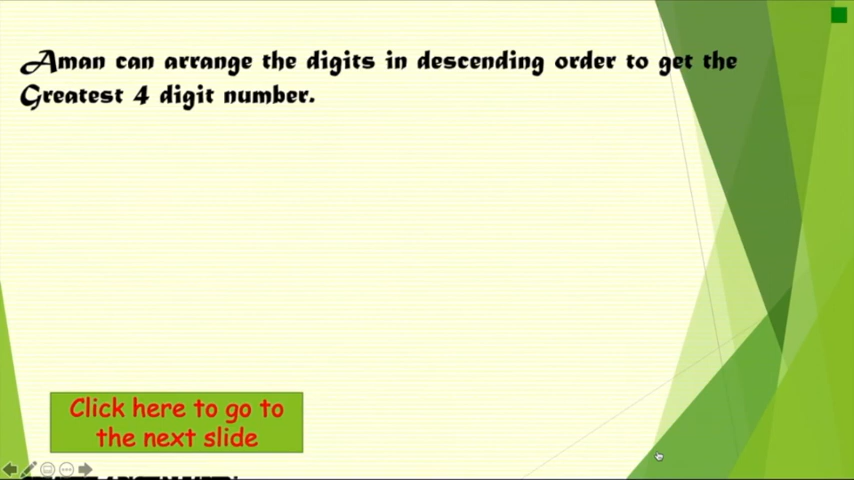 Aman can arrange the digits in descending order to get the
Greatest 4 digit number.
Click here to go to
the next slide